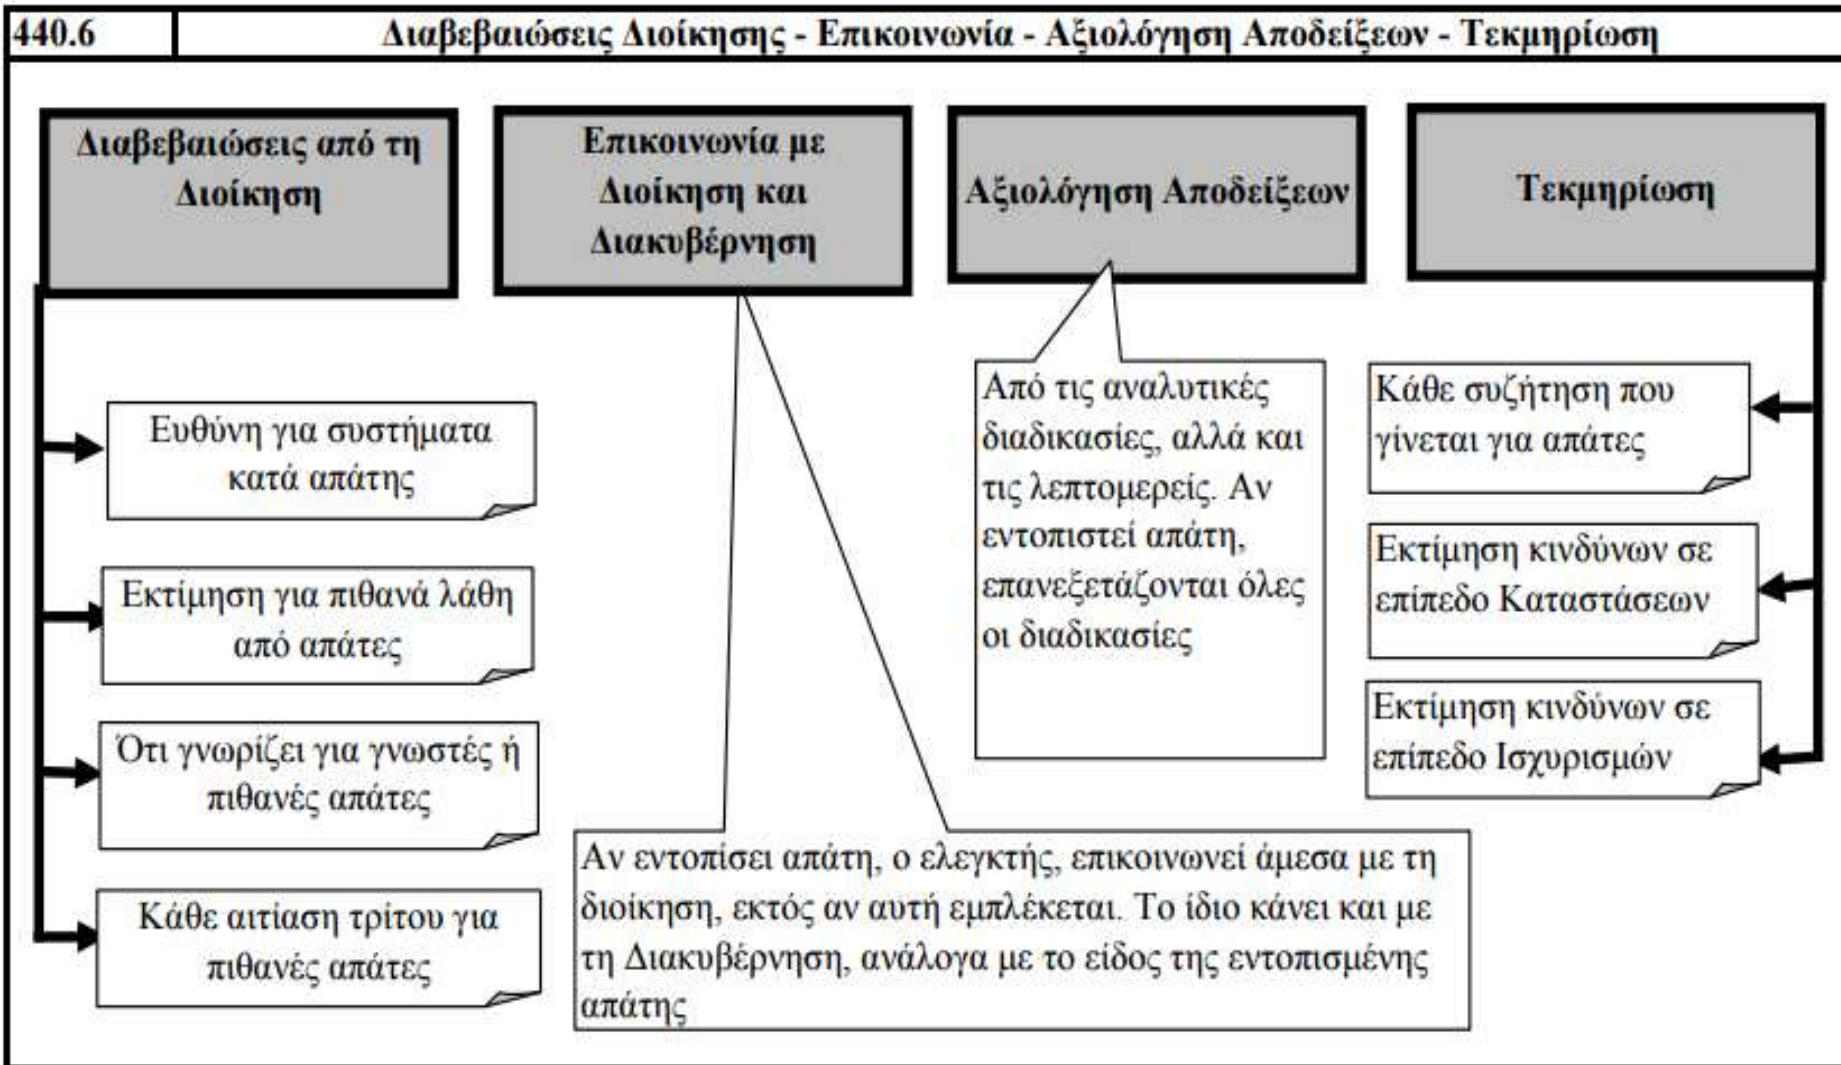 440.6
Διαβεβαιώσεις Διοίκησης - Επικοινωνία - Αξιολόγηση Αποδείξεων - Τεκμηρίωση
Διαβεβαιώσεις από τη
Διοίκηση
Ευθύνη για συστήματα
κατά απάτης
Εκτίμηση για πιθανά λάθη
από απάτες
Ότι γνωρίζει για γνωστές ή
πιθανές απάτες
Κάθε αιτίαση τρίτου για
πιθανές απάτες
Επικοινωνία με
Διοίκηση και
Διακυβέρνηση
Αν εντοπίσει απάτη, ο ελεγκτής, επικοινωνεί άμεσα με τη
διοίκηση, εκτός αν αυτή εμπλέκεται. Το ίδιο κάνει και με
τη Διακυβέρνηση, ανάλογα με το είδος της εντοπισμένης
απάτης
Αξιολόγηση Αποδείξεων
Από τις αναλυτικές
διαδικασίες, αλλά και
τις λεπτομερείς. Αν
εντοπιστεί απάτη,
επανεξετάζονται όλες
οι διαδικασίες
Τεκμηρίωση
Κάθε συζήτηση που
γίνεται για απάτες
Εκτίμηση κινδύνων σε
επίπεδο Καταστάσεων
Εκτίμηση κινδύνων σε
επίπεδο Ισχυρισμών